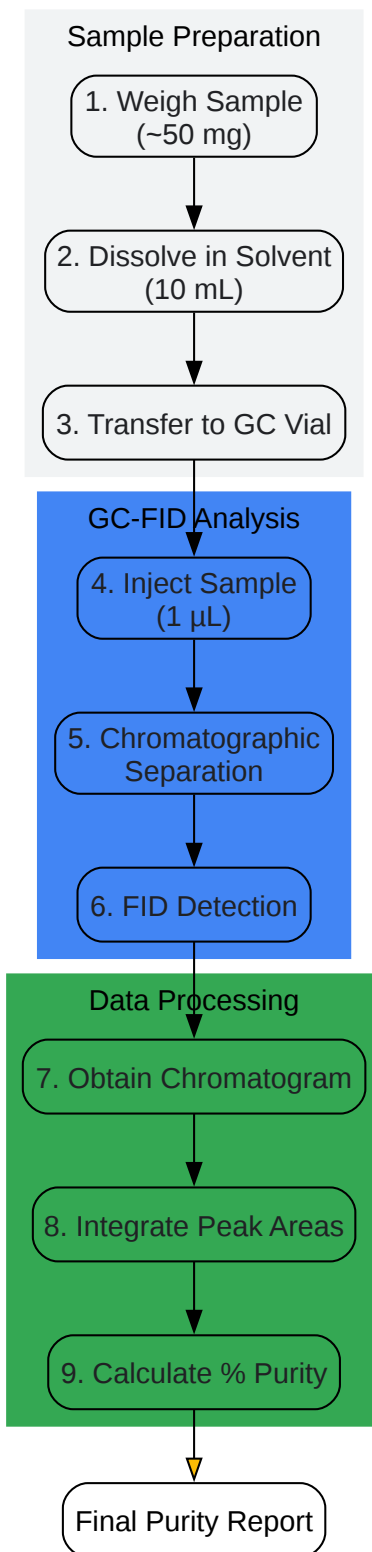 Sample Preparation
1. Weigh Sample
(~50 mg)
2. Dissolve in Solvent
(10 mL)
3. Transfer to GC Vial
GC-FID Analysis
4. Inject Sample
(1 µL)
5. Chromatographic
Separation
6. FID Detection
Data Processing
7. Obtain Chromatogram
8. Integrate Peak Areas
9. Calculate % Purity
Final Purity Report